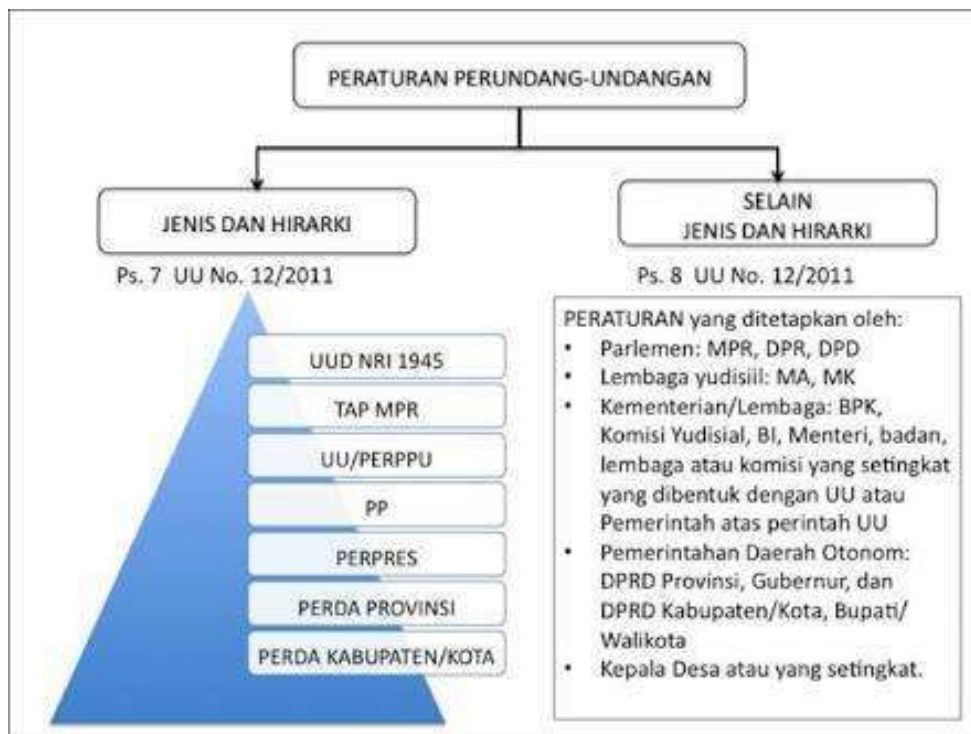 PERATURAN PERUNDANG-UNDANGAN
JENIS DAN HIRARKI
Ps. 7 UU No. 12/2011
UUD NRI 1945
TAP MPR
UU/PERPPU
PP
PERPRES
PERDA PROVINSI
PERDA KABUPATEN/KOTA
SELAIN
JENIS DAN HIRARKI
Ps. 8 UU No. 12/2011
PERATURAN yang ditetapkan oleh:
• Parlemen: MPR, DPR, DPD
• Lembaga yudisiil: MA, MK
• Kementerian/Lembaga: BPK,
Komisi Yudisial, BI, Menteri, badan,
lembaga atau komisi yang setingkat
yang dibentuk dengan UU atau
Pemerintah atas perintah UU
• Pemerintahan Daerah Otonom:
DPRD Provinsi, Gubernur, dan
DPRD Kabupaten/Kota, Bupati/
Walikota
• Kepala Desa atau yang setingkat.